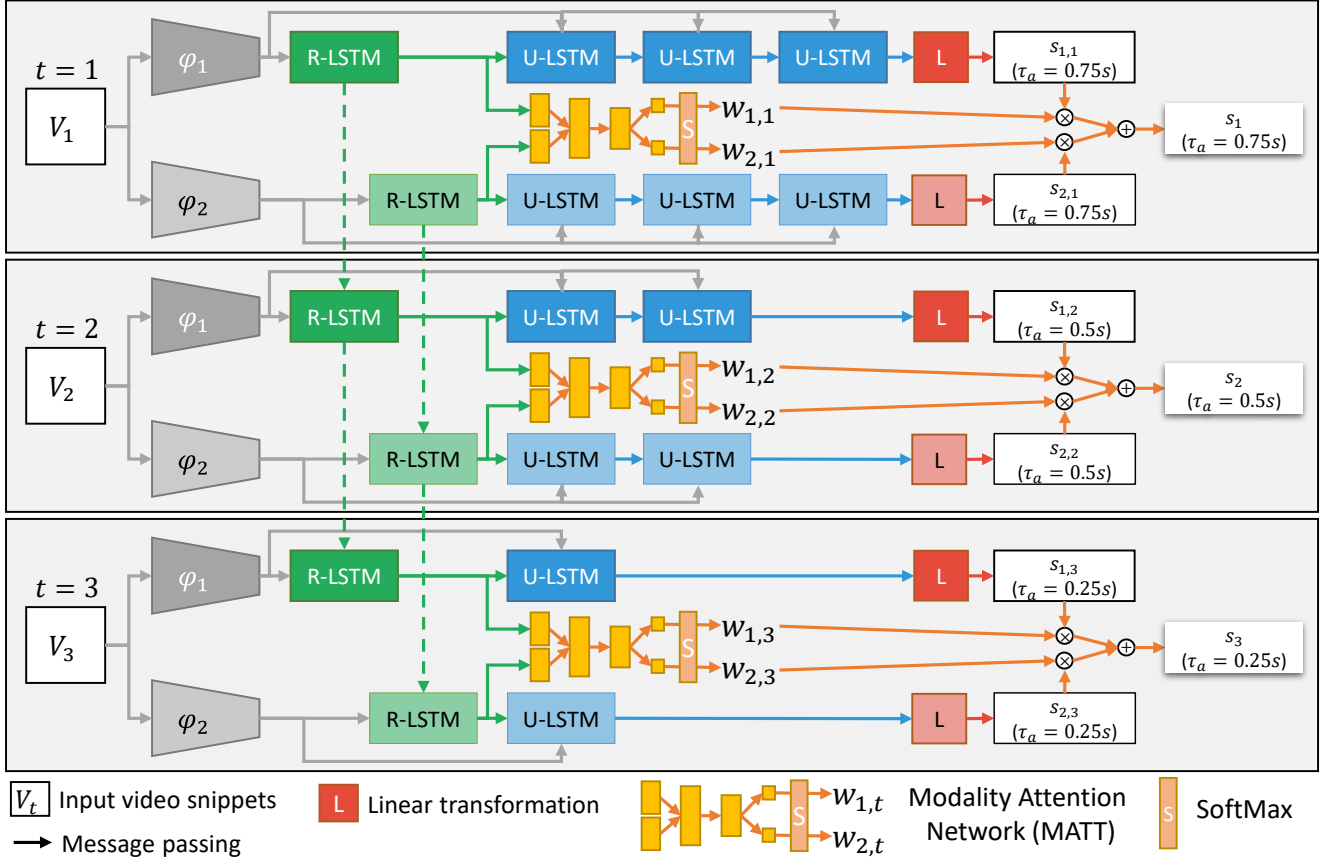 t = 1
V₁
φ₁
R-LSTM
U-LSTM
U-LSTM
U-LSTM
L
s₁,₁
(τₐ = 0.75s)
S
w₁,₁
w₂,₁
s₁
(τₐ = 0.75s)
φ₂
R-LSTM
U-LSTM
U-LSTM
U-LSTM
L
s₂,₁
(τₐ = 0.75s)
t = 2
V₂
φ₁
R-LSTM
U-LSTM
U-LSTM
L
s₁,₂
(τₐ = 0.5s)
S
w₁,₂
w₂,₂
s₂
(τₐ = 0.5s)
φ₂
R-LSTM
U-LSTM
U-LSTM
L
s₂,₂
(τₐ = 0.5s)
t = 3
V₃
φ₁
R-LSTM
U-LSTM
L
s₁,₃
(τₐ = 0.25s)
S
w₁,₃
w₂,₃
s₃
(τₐ = 0.25s)
φ₂
R-LSTM
U-LSTM
L
s₂,₃
(τₐ = 0.25s)
Vₜ Input video snippets
Message passing
L Linear transformation
S
w₁,ₜ
w₂,ₜ
Modality Attention
Network (MATT)
S SoftMax